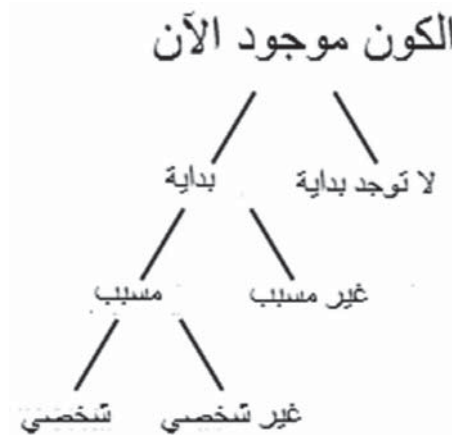 الكون موجود الآن
لا توجد بداية بداية
غير مسبب مسبب
غير شخصي شخصي